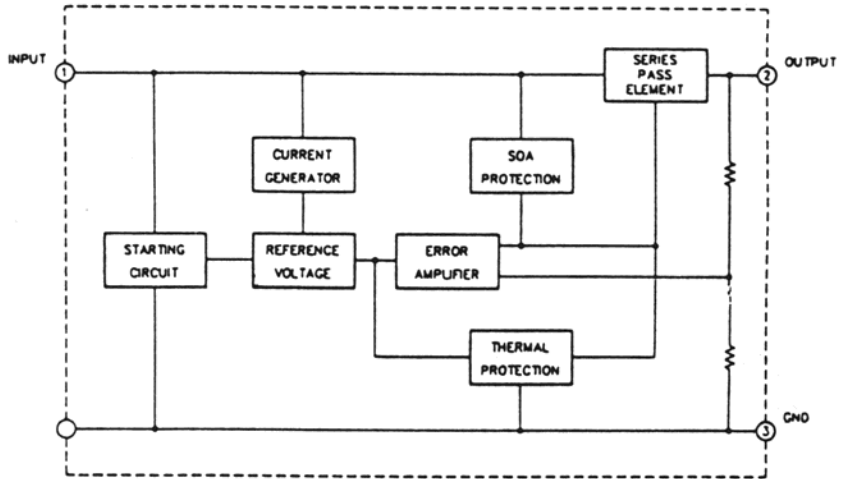 INPUT
1
SERIES
PASS
ELEMENT
2
OUTPUT
CURRENT
GENERATOR
SOA
PROTECTION
STARTING
CIRCUIT
REFERENCE
VOLTAGE
ERROR
AMPLIFIER
THERMAL
PROTECTION
3
GND